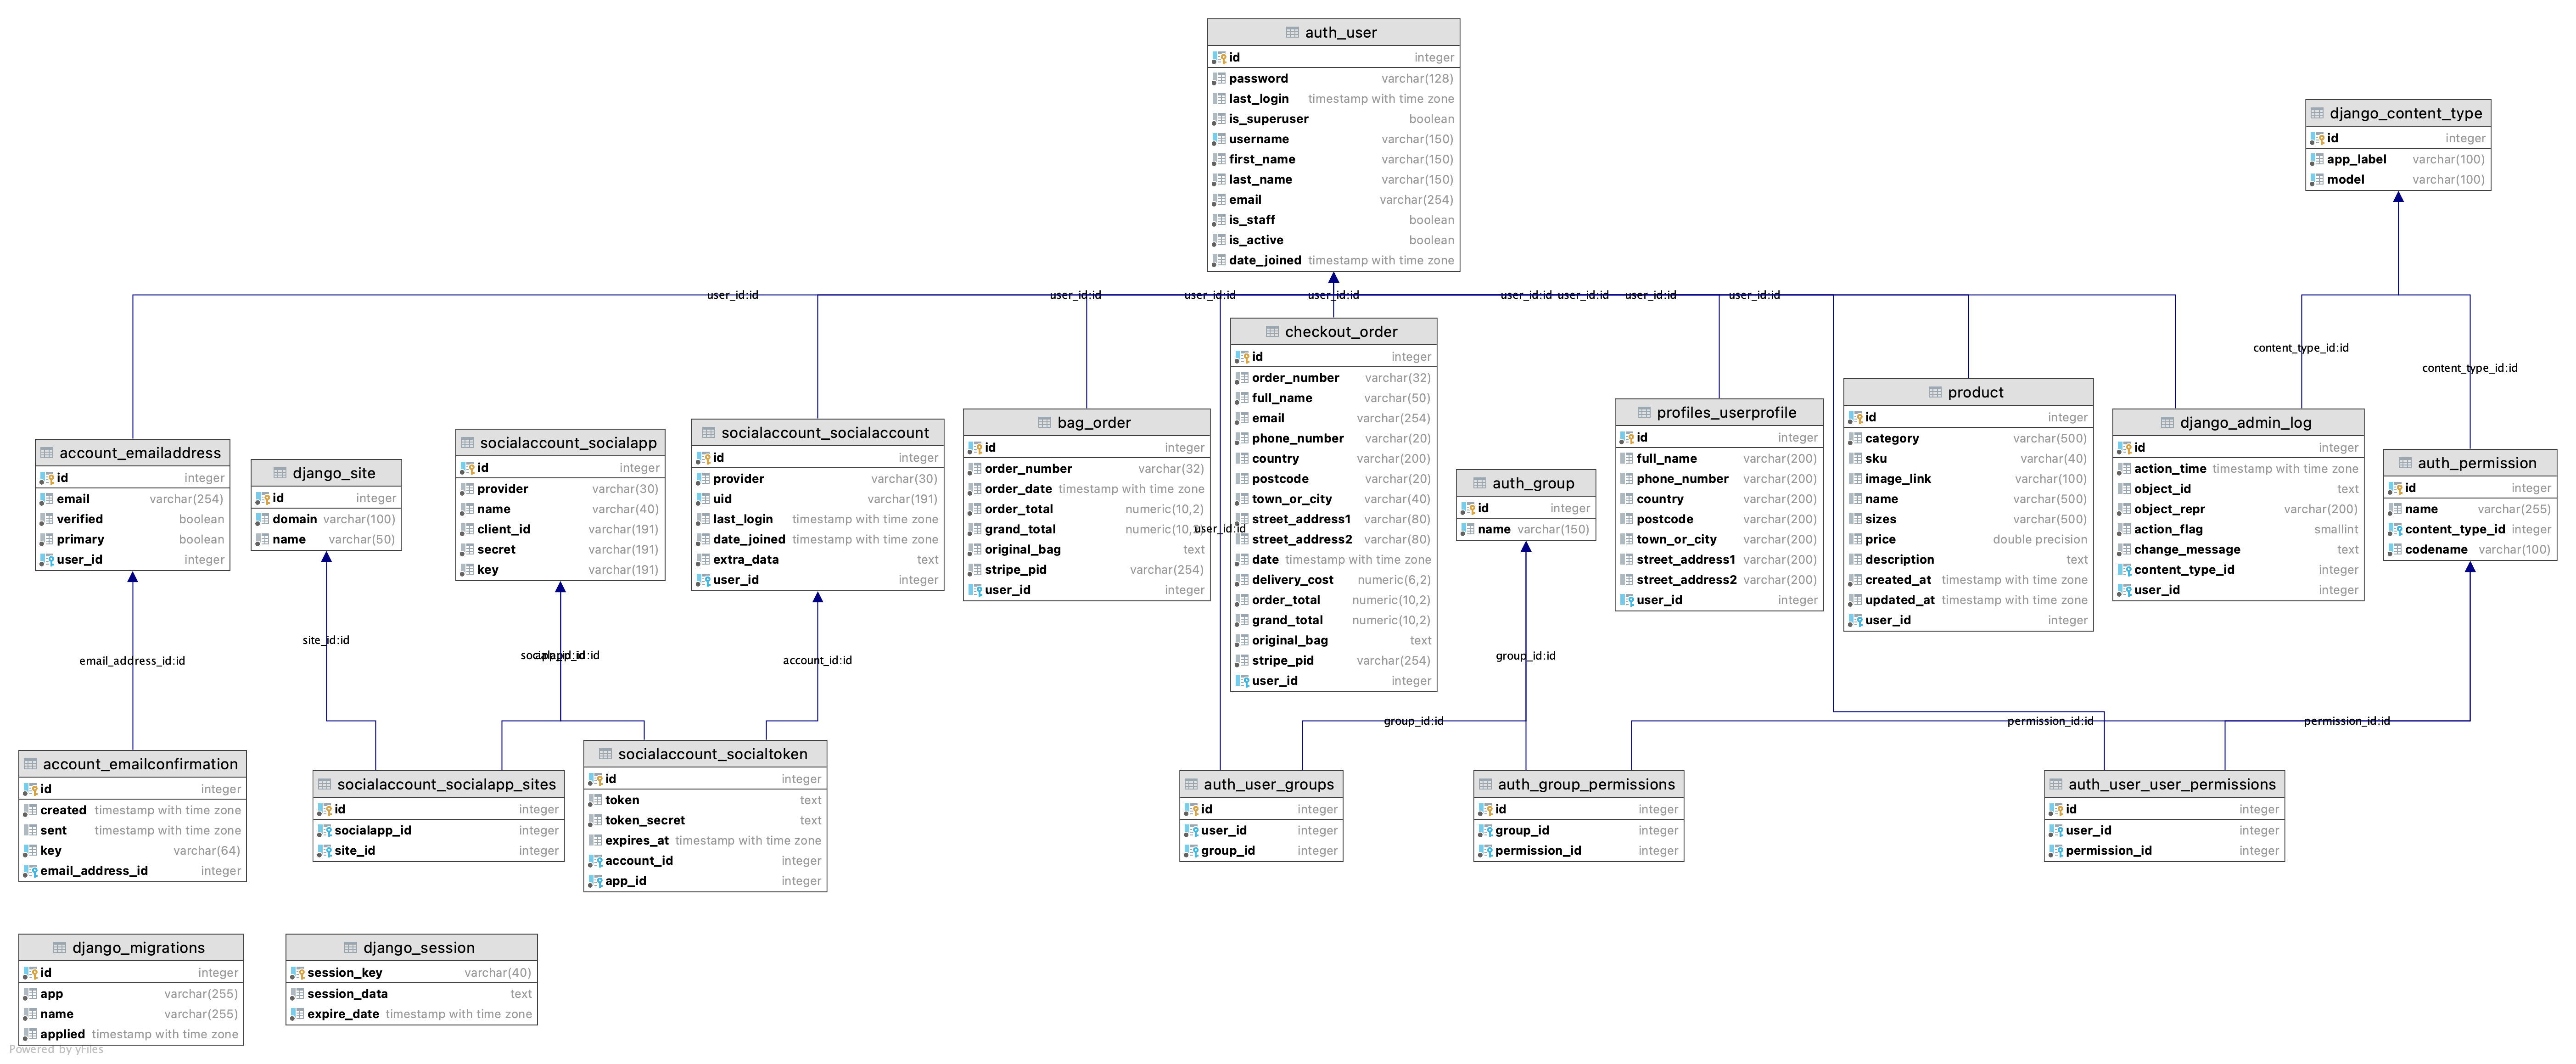 auth_user
id integer
password varchar(128)
last_login timestamp with time zone
is_superuser boolean
username varchar(150)
first_name varchar(150)
last_name varchar(150)
email varchar(254)
is_staff boolean
is_active boolean
date_joined timestamp with time zone
django_content_type
id integer
app_label varchar(100)
model varchar(100)
user_id:id
user_id:id
user_id:id
user_id:id
user_id:id
user_id:id
user_id:id
user_id:id
content_type_id:id
content_type_id:id
account_emailaddress
id integer
email varchar(254)
verified boolean
primary boolean
user_id integer
django_site
id integer
domain varchar(100)
name varchar(50)
socialaccount_socialapp
id integer
provider varchar(30)
name varchar(40)
client_id varchar(191)
secret varchar(191)
key varchar(191)
socialaccount_socialaccount
id integer
provider varchar(30)
uid varchar(191)
last_login timestamp with time zone
date_joined timestamp with time zone
extra_data text
user_id integer
bag_order
id integer
order_number varchar(32)
order_date timestamp with time zone
order_total numeric(10,2)
grand_total numeric(10,2)
original_bag text
stripe_pid varchar(254)
user_id integer
user_id:id
checkout_order
id integer
order_number varchar(32)
full_name varchar(50)
email varchar(254)
phone_number varchar(20)
country varchar(200)
postcode varchar(20)
town_or_city varchar(40)
street_address1 varchar(80)
street_address2 varchar(80)
date timestamp with time zone
delivery_cost numeric(6,2)
order_total numeric(10,2)
grand_total numeric(10,2)
original_bag text
stripe_pid varchar(254)
user_id integer
auth_group
id integer
name varchar(150)
profiles_userprofile
id integer
full_name varchar(200)
phone_number varchar(200)
country varchar(200)
postcode varchar(200)
town_or_city varchar(200)
street_address1 varchar(200)
street_address2 varchar(200)
user_id integer
product
id integer
category varchar(500)
sku varchar(40)
image_link varchar(100)
name varchar(500)
sizes varchar(500)
price double precision
description text
created_at timestamp with time zone
updated_at timestamp with time zone
user_id integer
django_admin_log
id integer
action_time timestamp with time zone
object_id text
object_repr varchar(200)
action_flag smallint
change_message text
content_type_id integer
user_id integer
auth_permission
id integer
name varchar(255)
content_type_id integer
codename varchar(100)
email_address_id:id
site_id:id
account_id:id
group_id:id
group_id:id
permission_id:id
permission_id:id
account_emailconfirmation
id integer
created timestamp with time zone
sent timestamp with time zone
key varchar(64)
email_address_id integer
socialaccount_socialapp_sites
id integer
socialapp_id integer
site_id integer
socialaccount_socialtoken
id integer
token text
token_secret text
expires_at timestamp with time zone
account_id integer
app_id integer
auth_user_groups
id integer
user_id integer
group_id integer
auth_group_permissions
id integer
group_id integer
permission_id integer
auth_user_user_permissions
id integer
user_id integer
permission_id integer
django_migrations
id integer
app varchar(255)
name varchar(255)
applied timestamp with time zone
django_session
session_key varchar(40)
session_data text
expire_date timestamp with time zone
Powered by yFiles